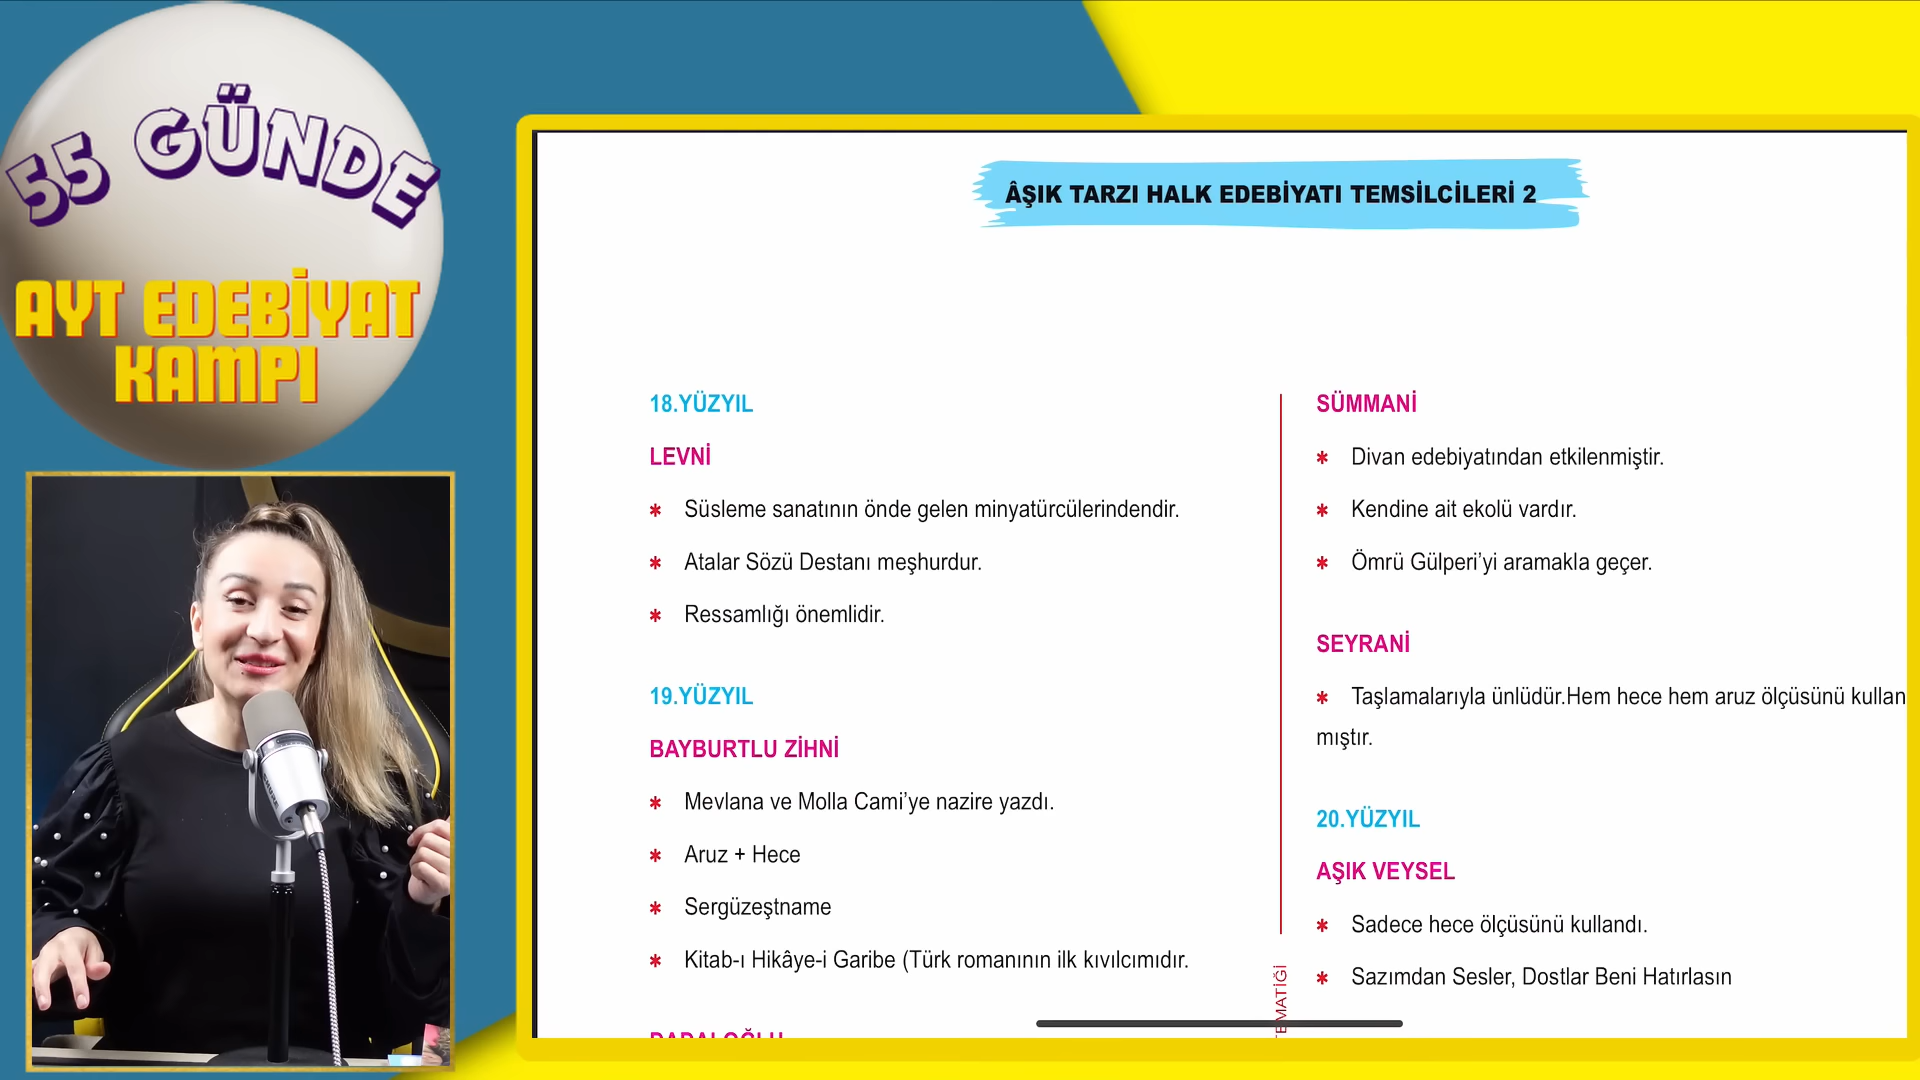 55 GÜNDE
AYT EDEBİYAT
KAMPI
ÂŞIK TARZI HALK EDEBİYATI TEMSİLCİLERİ 2
18.YÜZYIL
LEVNİ
* Süsleme sanatının önde gelen minyatürcülerindendir.
* Atalar Sözü Destanı meşhurdur.
* Ressamlığı önemlidir.
19.YÜZYIL
BAYBURTLU ZİHNİ
* Mevlana ve Molla Cami’ye nazire yazdı.
* Aruz + Hece
* Sergüzeştname
* Kitab-ı Hikâye-i Garibe (Türk romanının ilk kıvılcımıdır.
DADALOĞLU
SÜMMANİ
* Divan edebiyatından etkilenmiştir.
* Kendine ait ekolü vardır.
* Ömrü Gülperi’yi aramakla geçer.
SEYRANİ
* Taşlamalarıyla ünlüdür.Hem hece hem aruz ölçüsünü kullan
mıştır.
20.YÜZYIL
AŞIK VEYSEL
* Sadece hece ölçüsünü kullandı.
* Sazımdan Sesler, Dostlar Beni Hatırlasın